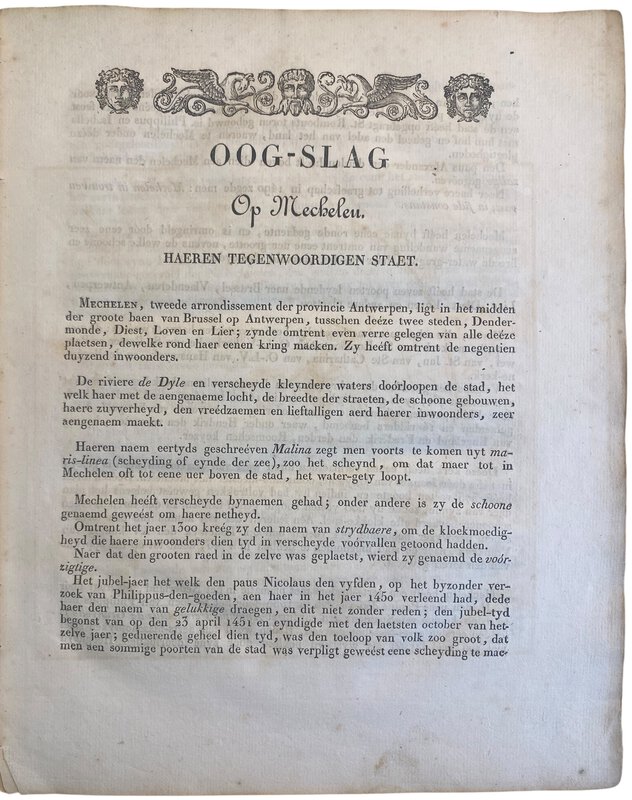 OOG-SLAG
Op Mechelen.
HAEREN TEGENWOORDIGEN STAET.
MECHELEN, tweede arrondissement der provincie Antwerpen, ligt in het midden
der groote baen van Brussel op Antwerpen, tusschen deéze twee steden, Dender-
monde, Diest, Loven en Lier; zynde omtrent even verre gelegen van alle deéze
plaetsen, dewelke rond haer eenen kring maeken. Zy heéft omtrent de negentien
duyzend inwoonders.
De riviere de Dyle en verscheyde kleyndere waters doórloopen de stad, het
welk haer met de aengenaeme locht, de breedte der straeten, de schoone gebouwen,
haere zuyverheyd, den vreédzaemen en lieftalligen aerd haerer inwoonders, zeer
aengenaem maekt.
Haeren naem eertyds geschreéven Malina zegt men voorts te komen uyt ma-
ris-linea (scheyding of eynde der zee), zoo het scheynd, om dat maer tot in
Mechelen oft tot eene uer boven de stad, het water-gety loopt.
Mechelen heéft verscheyde bynaemen gehad; onder andere is zy de schoone
genaemd geweést om haere netheyd.
Omtrent het jaer 1300 kreég zy den naem van strydbaere, om de kloekmoedig-
heyd die haere inwoonders dien tyd in verscheyde voórvallen getoond hadden.
Naer dat den grooten raed in de zelve was geplaetst, wierd zy genaemd de voór-
zigtige.
Het jubel-jaer het welk den paus Nicolaus den vyfden, op het byzonder ver-
zoek van Philippus-den-goeden, aen haer in het jaer 1450 verleend had, dede
haer den naem van gelukkige draegen, en dit niet zonder reden; den jubel-tyd
begonst van op den 23 april 1451 en eyndigde met den laetsten october van het-
zelve jaer; geduerende geheel dien tyd, was den toeloop van volk zoo groot, dat
men aen sommige poorten van de stad was verpligt geweést eene scheyding te mae-